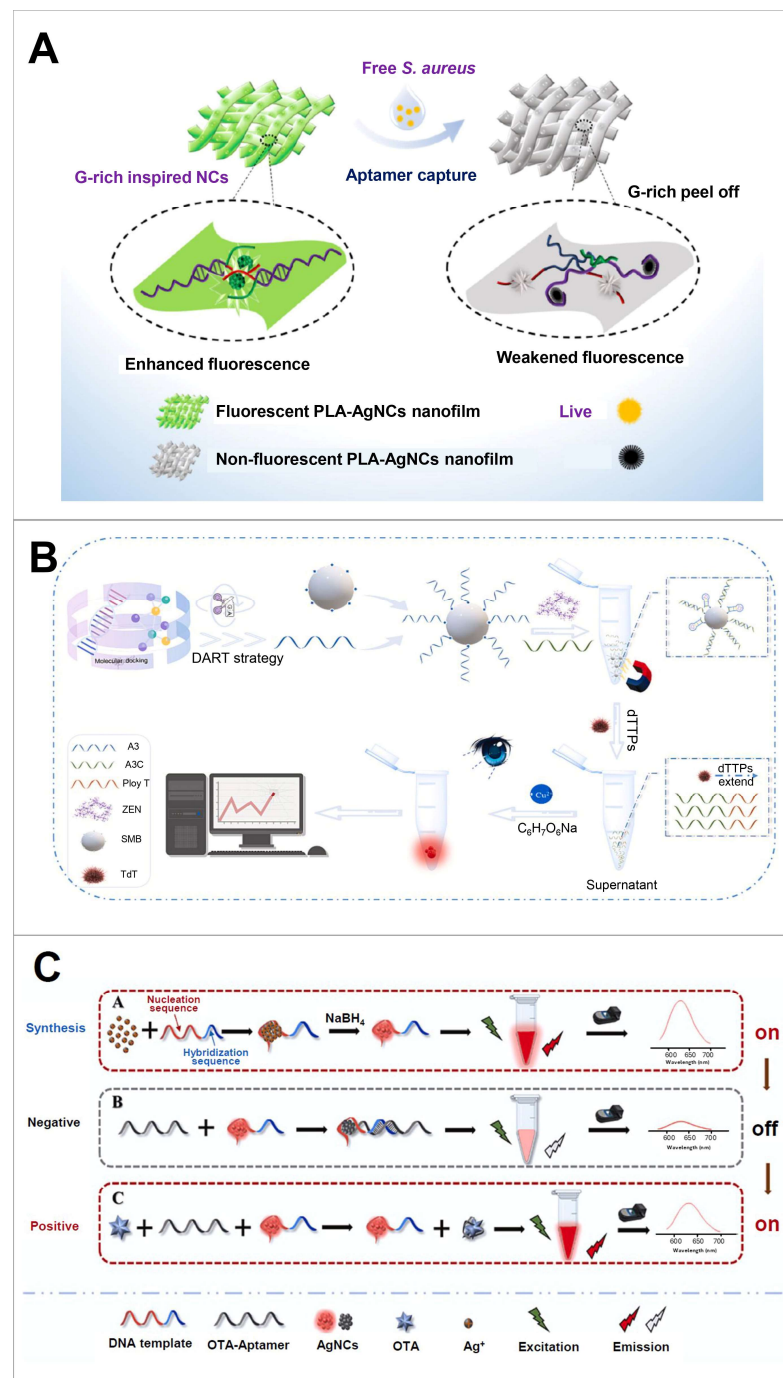 A
Free S. aureus
G-rich inspired NCs
Aptamer capture
G-rich peel off
Enhanced fluorescence
Weakened fluorescence
Fluorescent PLA-AgNCs nanofilm
Live
Non-fluorescent PLA-AgNCs nanofilm
B
GA
Molecular docking
DART strategy
dTTPs
A3
A3C
Ploy T
ZEN
SMB
TdT
Cu²⁺
C₆H₇O₆Na
dTTPs
extend
Supernatant
C
Synthesis
A
Nucleation
sequence
Hybridization
sequence
NaBH₄
600 650 700
Wavelength (nm)
on
Negative
B
600 650 700
Wavelength (nm)
off
Positive
C
600 650 700
Wavelength (nm)
on
DNA template
OTA-Aptamer
AgNCs
OTA
Ag⁺
Excitation
Emission